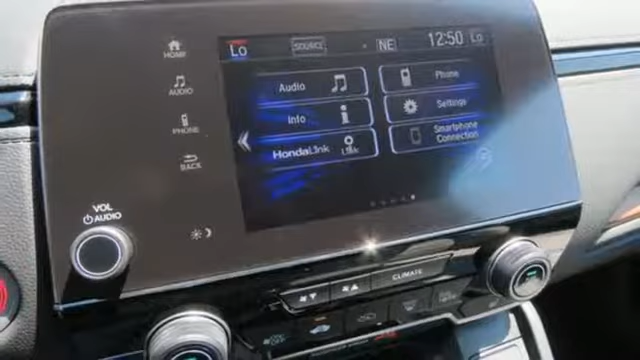 Lo SOURCE NE 12:50 Lo
HOME
AUDIO
PHONE
BACK
Audio
Phone
Info
Settings
HondaLink
Link
Smartphone
Connection
VOL
AUDIO
CLIMATE
OFF